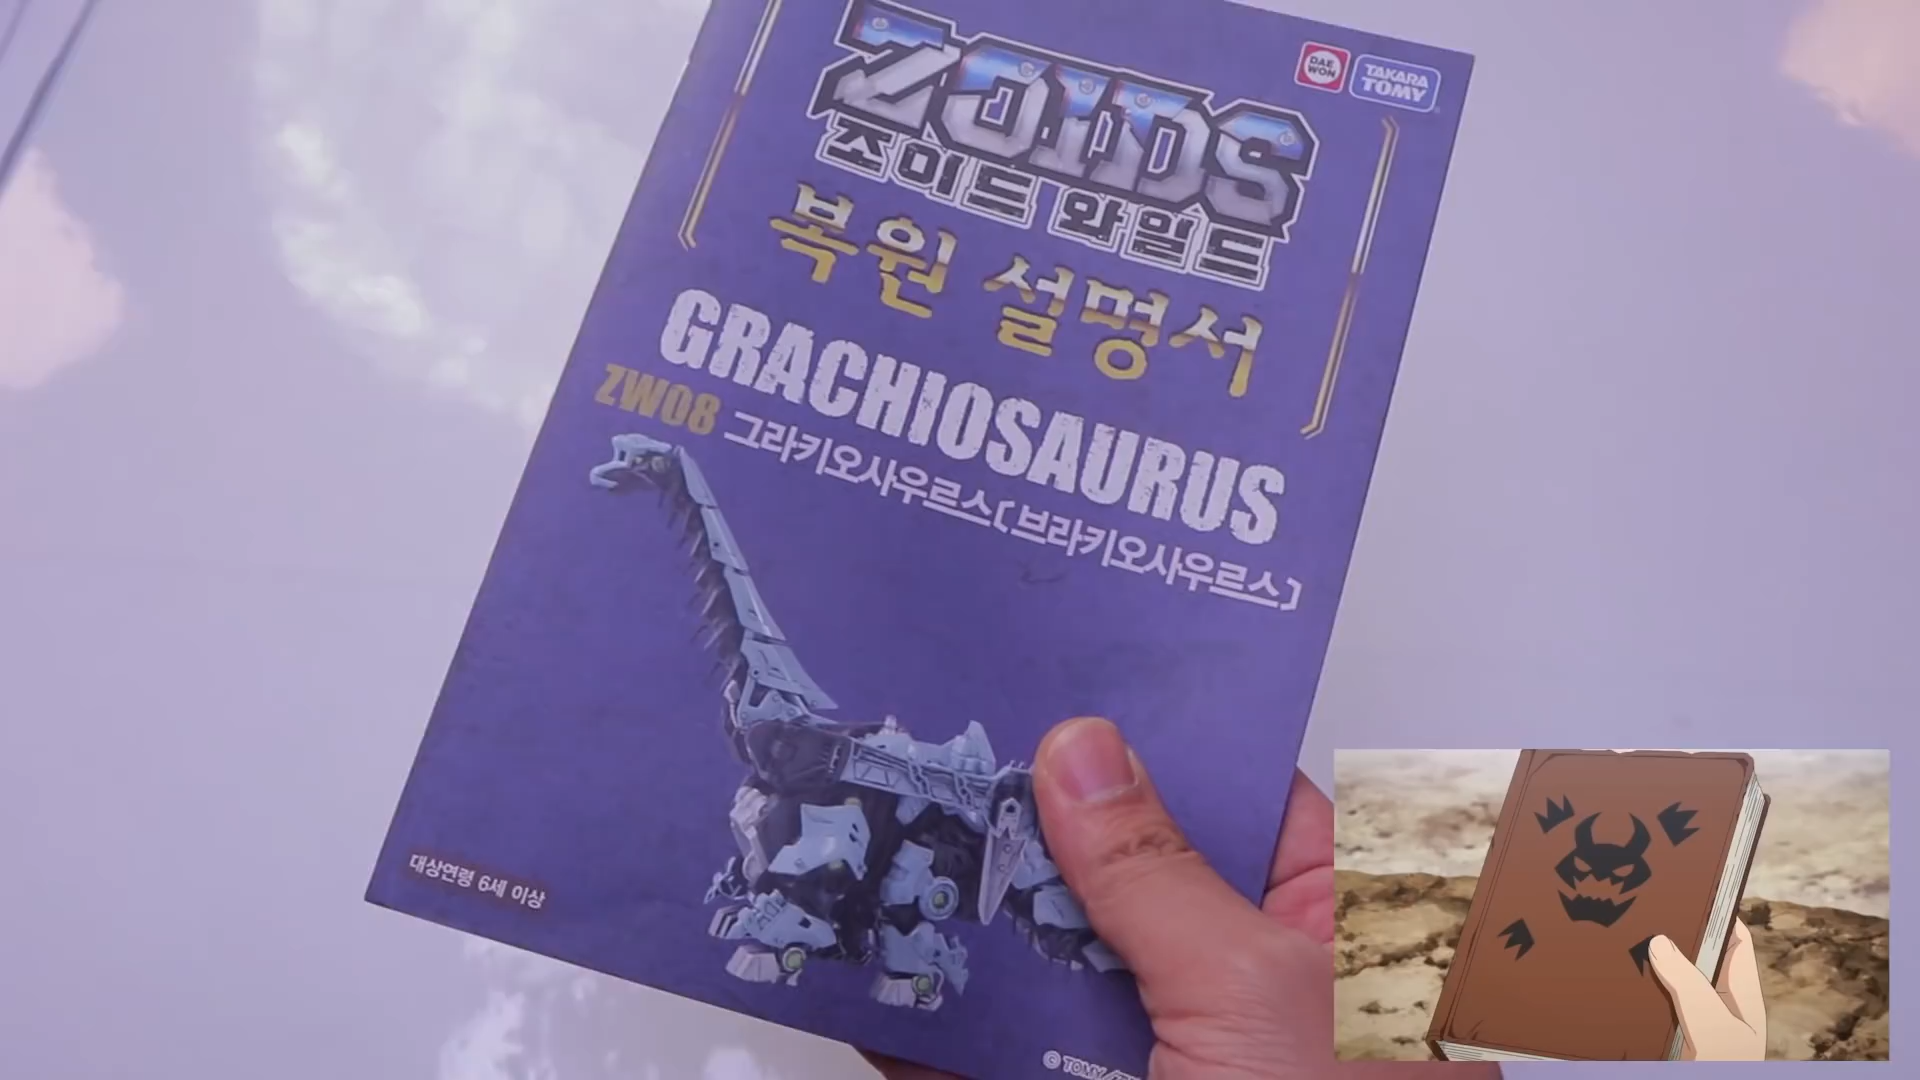 ZOIDS
조이드 와일드
DAE
WON
TAKARA
TOMY
복원 설명서
GRACHIOSAURUS
ZW08 그라키오사우르스(브라키오사우르스)
대상연령 6세 이상
© TOMY